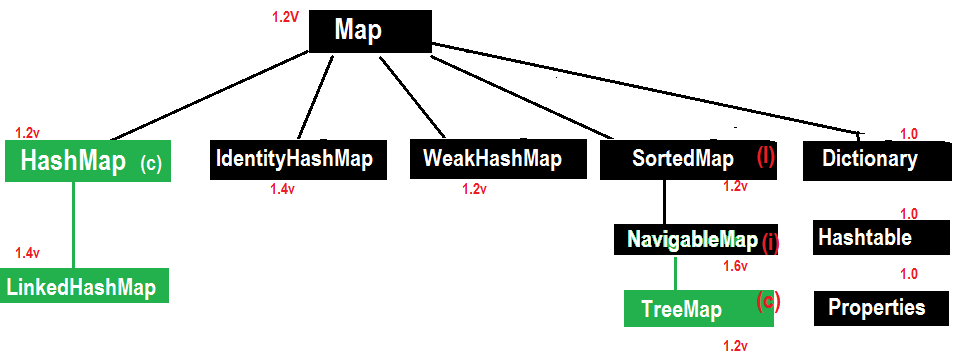 1.2V
Map
1.2v
1.0
HashMap (c)
IdentityHashMap
WeakHashMap
SortedMap (I)
Dictionary
1.4v
1.2v
1.2v
1.0
NavigableMap (i)
Hashtable
1.4v
1.6v
1.0
LinkedHashMap
TreeMap (c)
Properties
1.2v